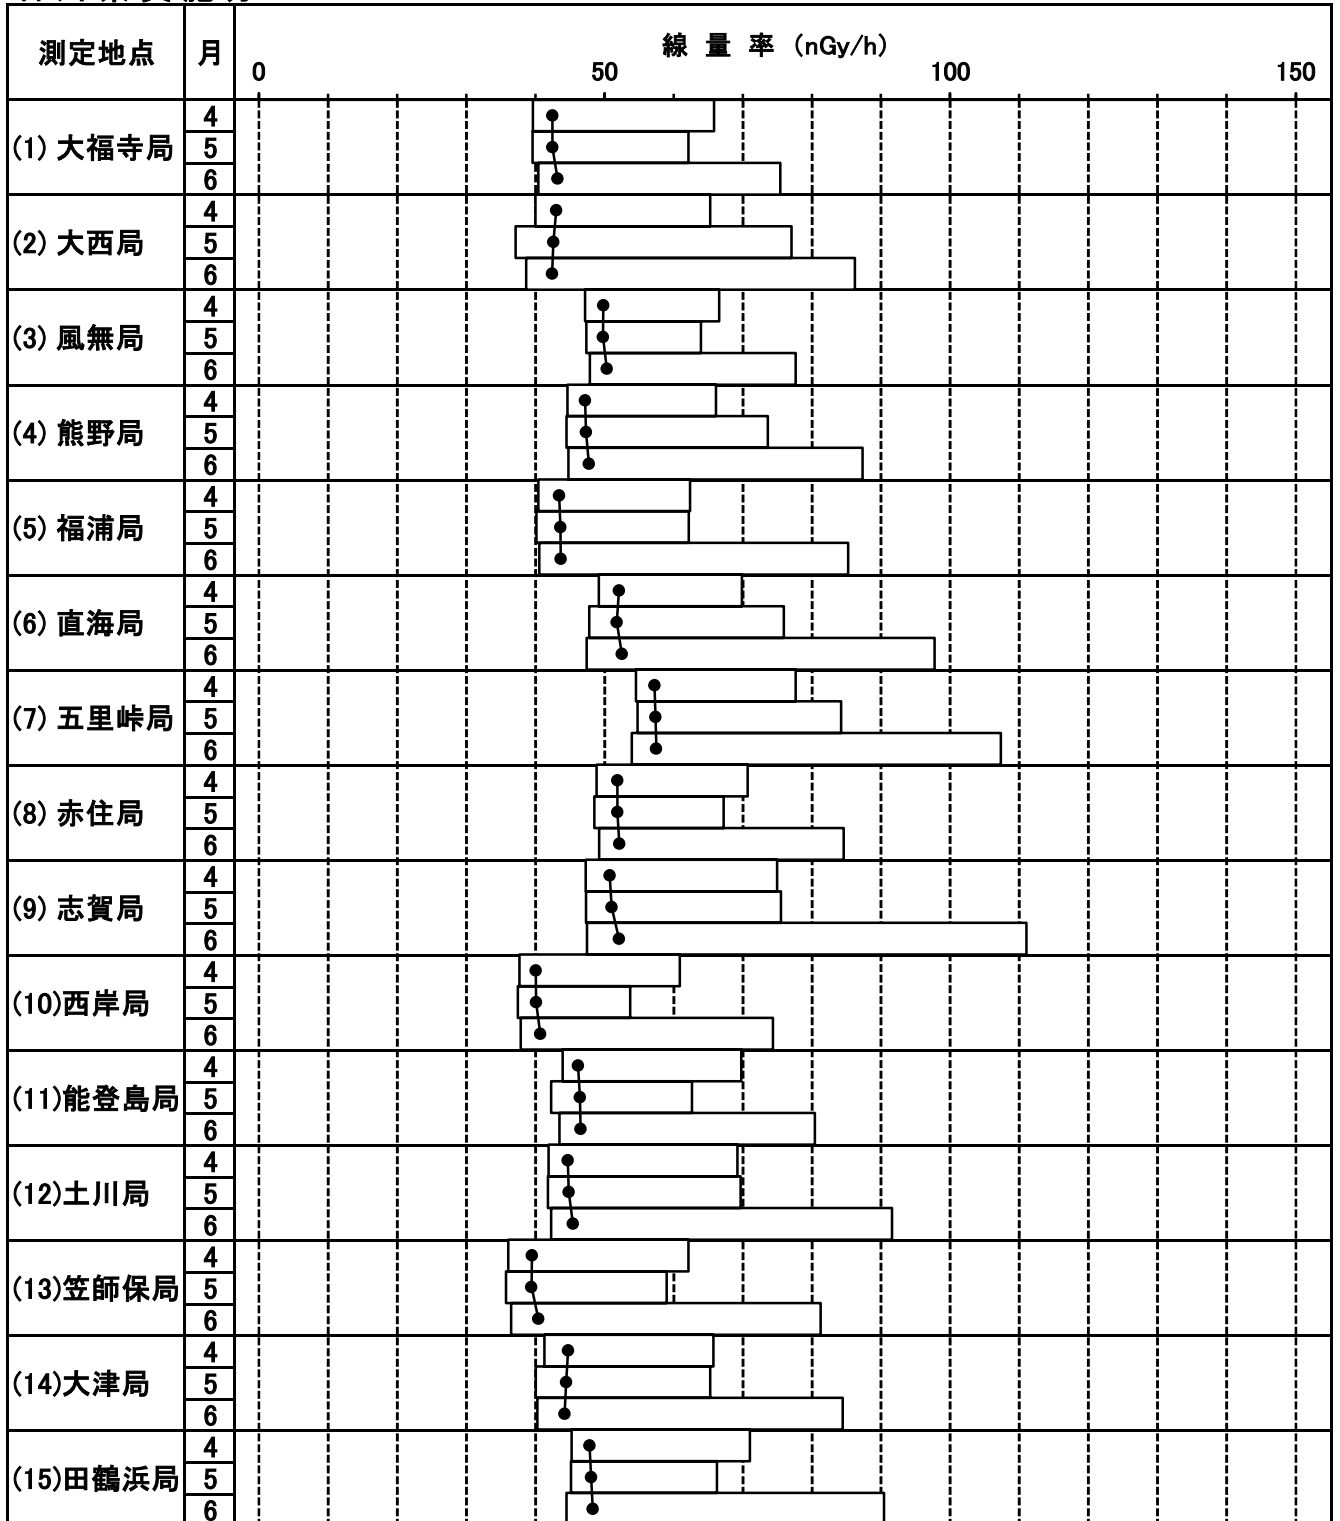 測定地点 月 線 量 率 (nGy/h)
0 50 100 150
(1) 大福寺局
4
5
6
(2) 大西局
4
5
6
(3) 風無局
4
5
6
(4) 熊野局
4
5
6
(5) 福浦局
4
5
6
(6) 直海局
4
5
6
(7) 五里峠局
4
5
6
(8) 赤住局
4
5
6
(9) 志賀局
4
5
6
(10)西岸局
4
5
6
(11)能登島局
4
5
6
(12)土川局
4
5
6
(13)笠師保局
4
5
6
(14)大津局
4
5
6
(15)田鶴浜局
4
5
6